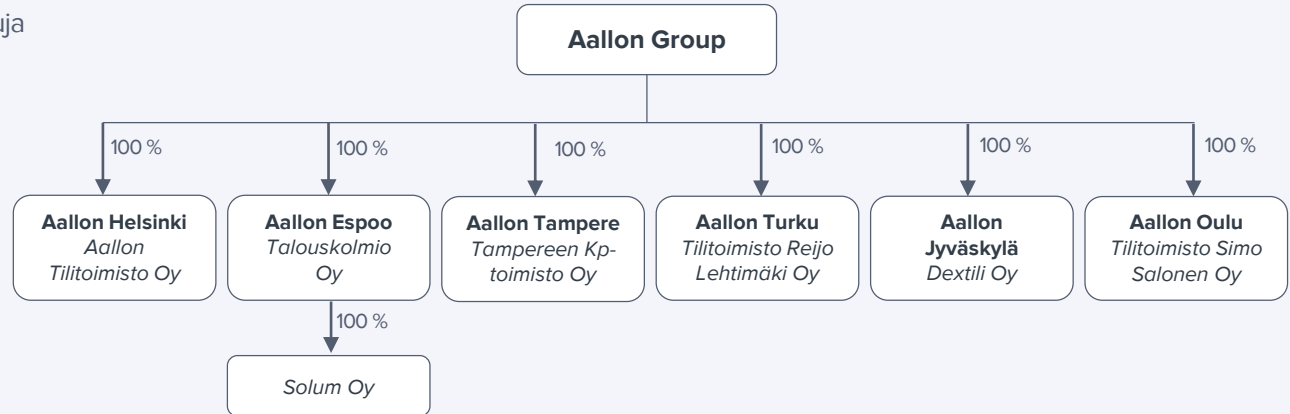 Aallon Group
100 %
100 %
100 %
100 %
100 %
100 %
Aallon Helsinki
Aallon
Tilitoimisto Oy
Aallon Espoo
Talouskolmio
Oy
Aallon Tampere
Tampereen Kp-
toimisto Oy
Aallon Turku
Tilitoimisto Reijo
Lehtimäki Oy
Aallon
Jyväskylä
Dextili Oy
Aallon Oulu
Tilitoimisto Simo
Salonen Oy
100 %
Solum Oy